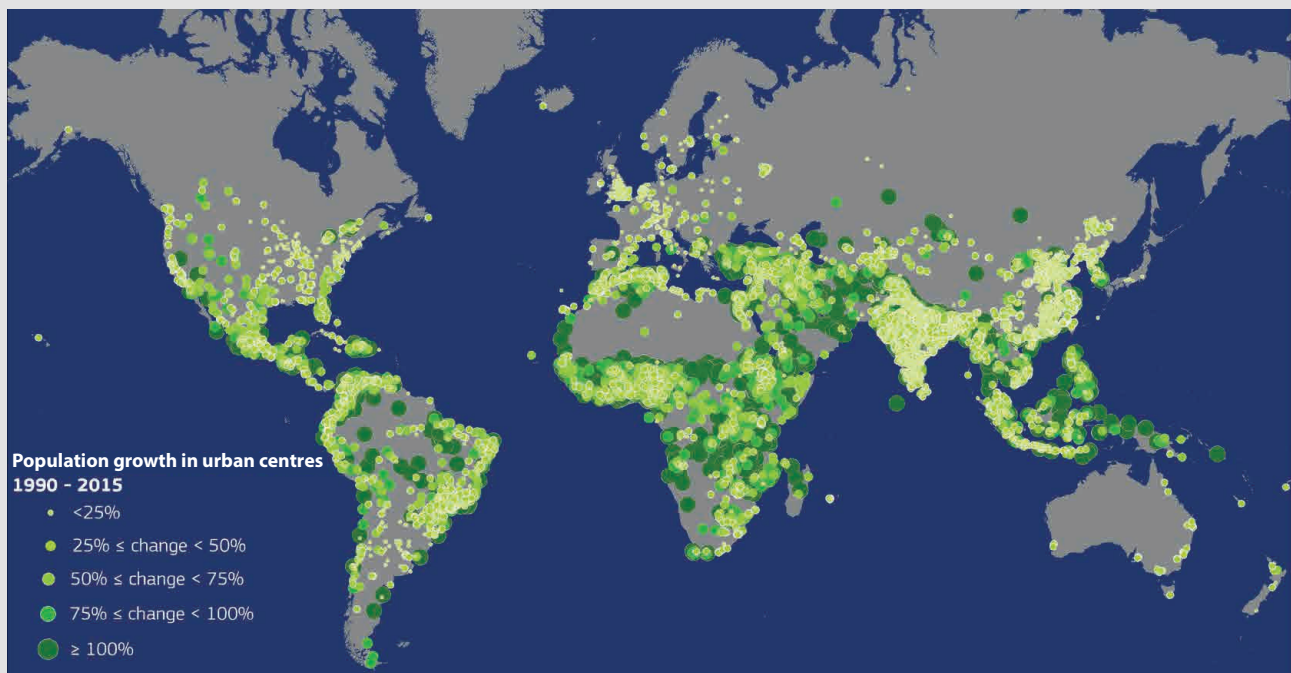 Population growth in urban centres
1990 - 2015
<25%
25% ≤ change < 50%
50% ≤ change < 75%
75% ≤ change < 100%
≥ 100%